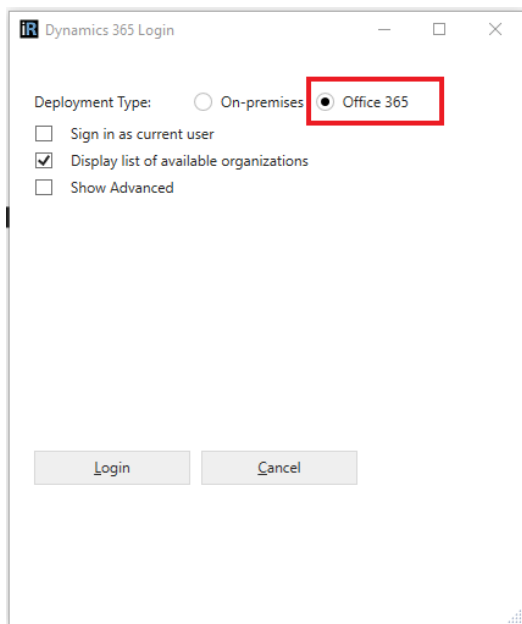 iR Dynamics 365 Login
Deployment Type: On-premises Office 365
Sign in as current user
Display list of available organizations
Show Advanced
Login Cancel